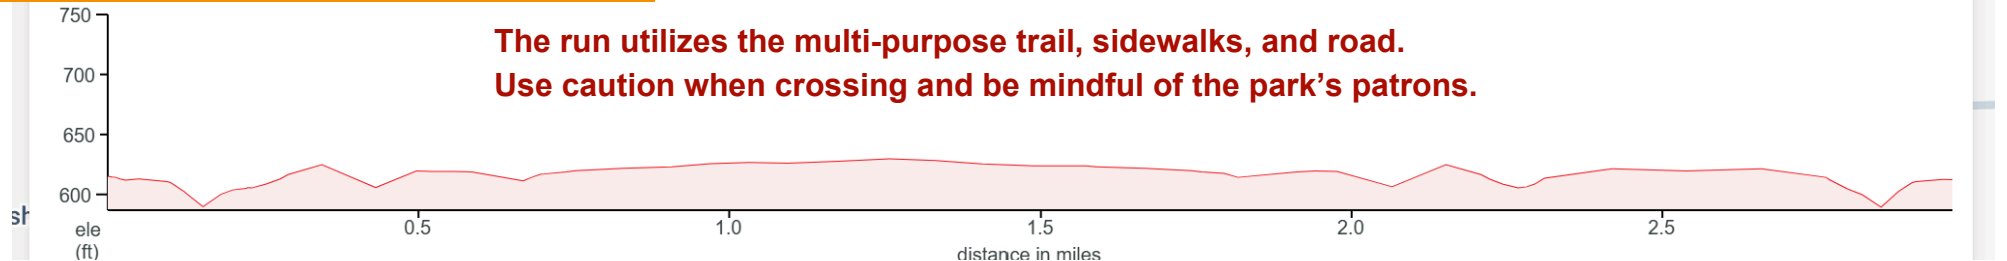 750
The run utilizes the multi-purpose trail, sidewalks, and road.
700
Use caution when crossing and be mindful of the park’s patrons.
650
600
sh
ele
(ft)
0.5
1.0
1.5
2.0
2.5
distance in miles